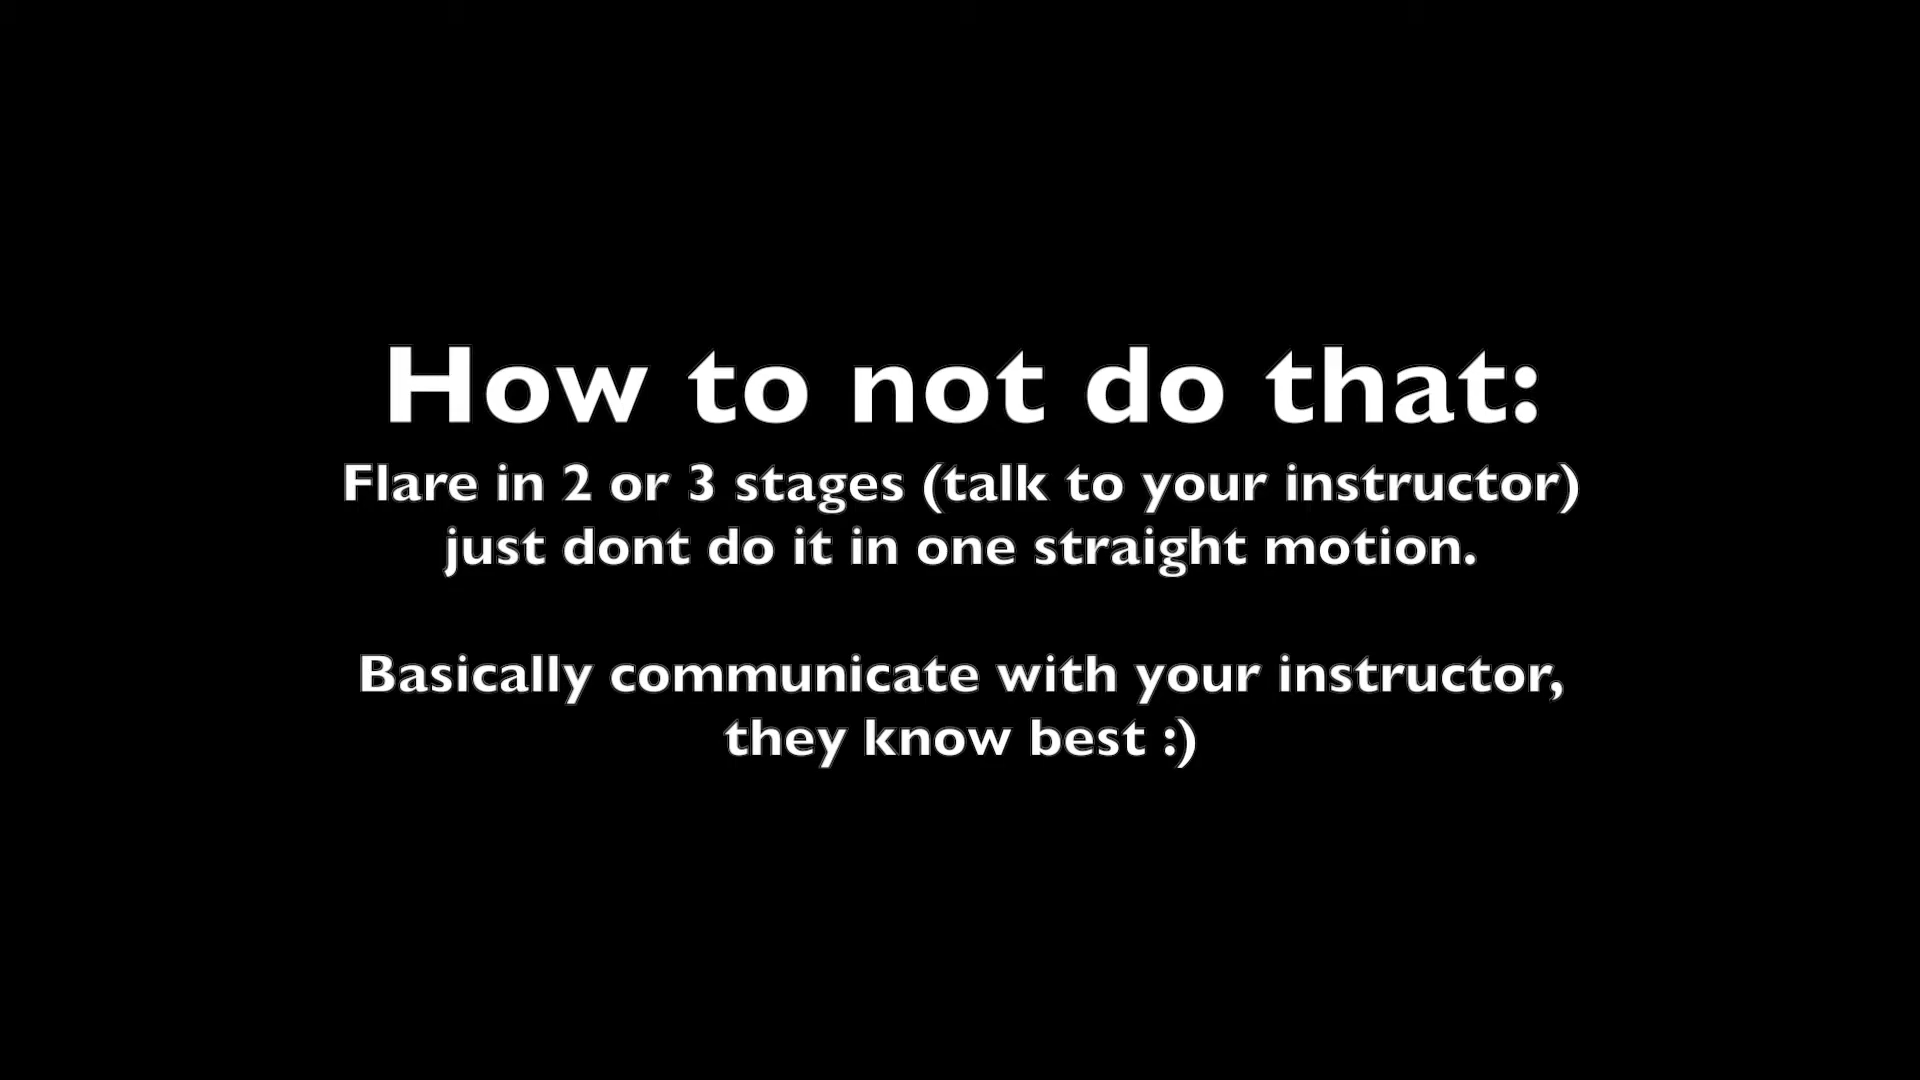 How to not do that:
Flare in 2 or 3 stages (talk to your instructor)
just dont do it in one straight motion.
Basically communicate with your instructor,
they know best :)